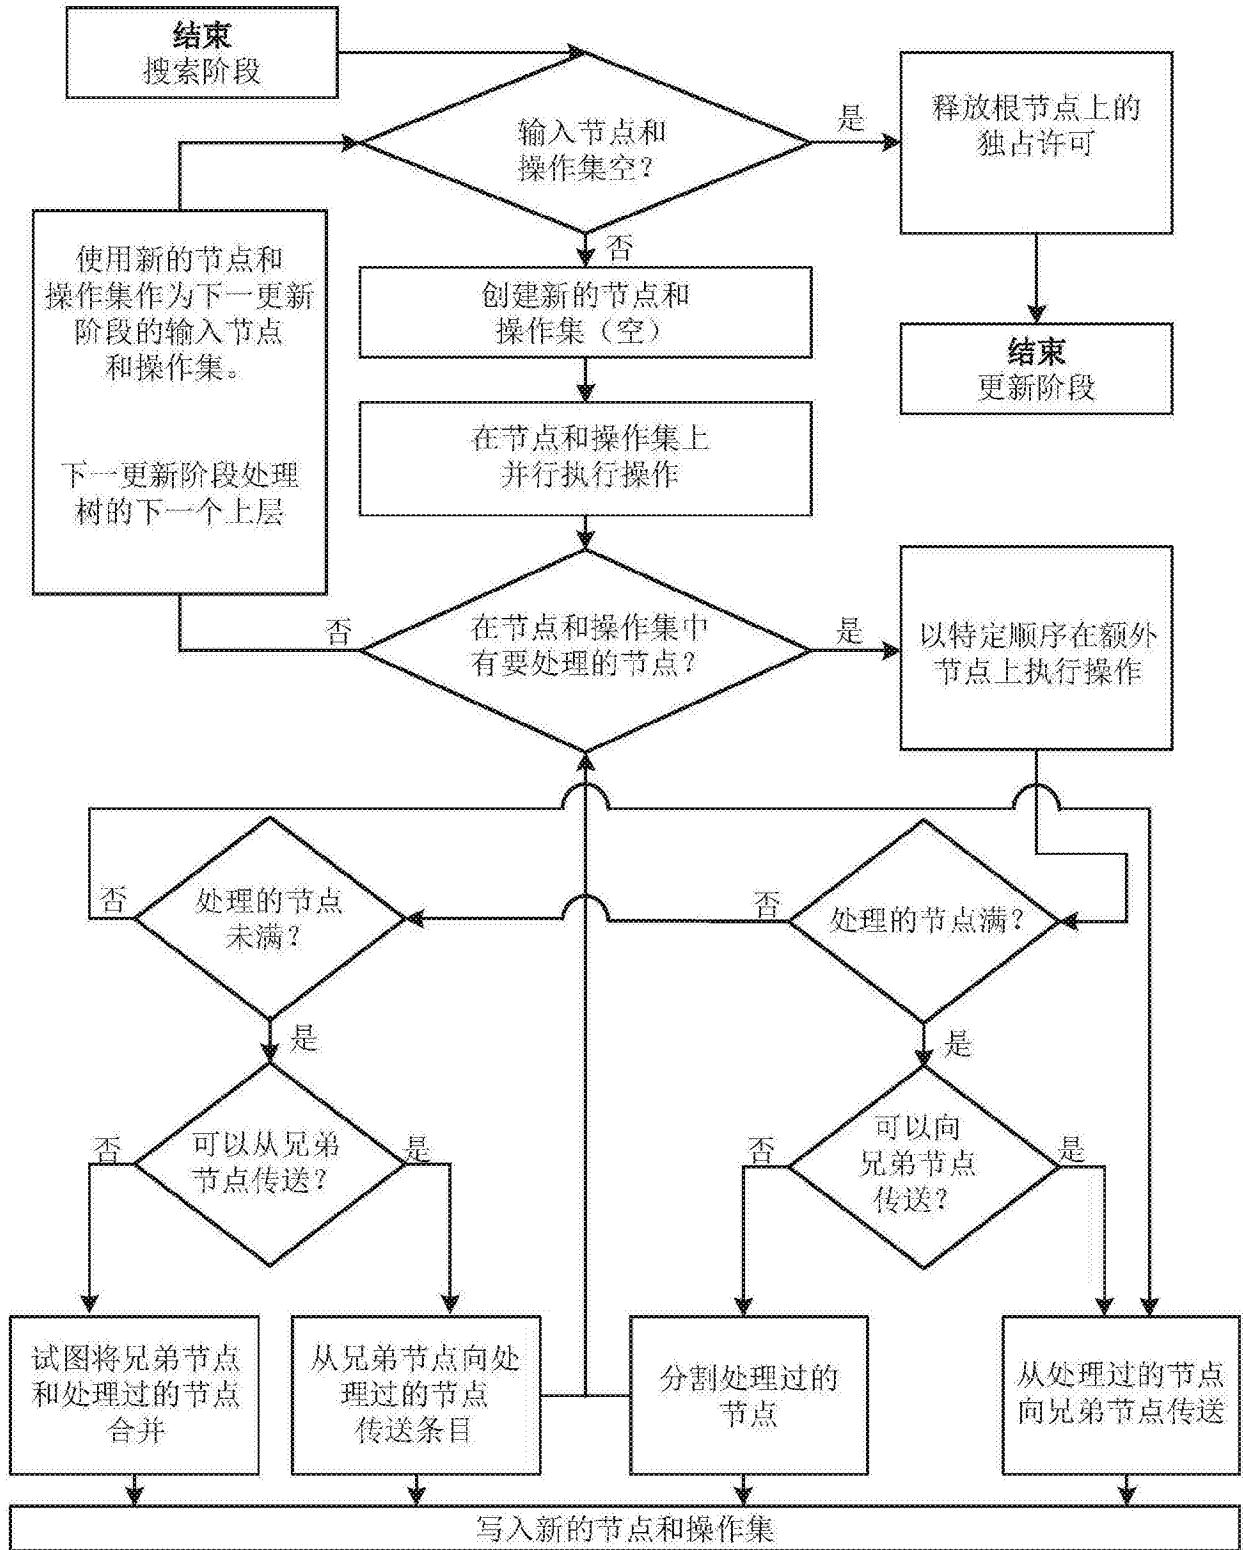 结束
搜索阶段
输入节点和
操作集空？
是
释放根节点上的
独占许可
否
使用新的节点和
操作集作为下一更新
阶段的输入节点
和操作集。
下一更新阶段处理
树的下一个上层
创建新的节点和
操作集（空）
结束
更新阶段
在节点和操作集上
并行执行操作
否
在节点和操作集中
有要处理的节点？
是
以特定顺序在额外
节点上执行操作
否
处理的节点
未满？
否
处理的节点满？
是
是
否
可以从兄弟
节点传送？
是
否
可以向
兄弟节点
传送？
是
试图将兄弟节点
和处理过的节点
合并
从兄弟节点向处
理过的节点
传送条目
分割处理过的
节点
从处理过的节点
向兄弟节点传送
写入新的节点和操作集